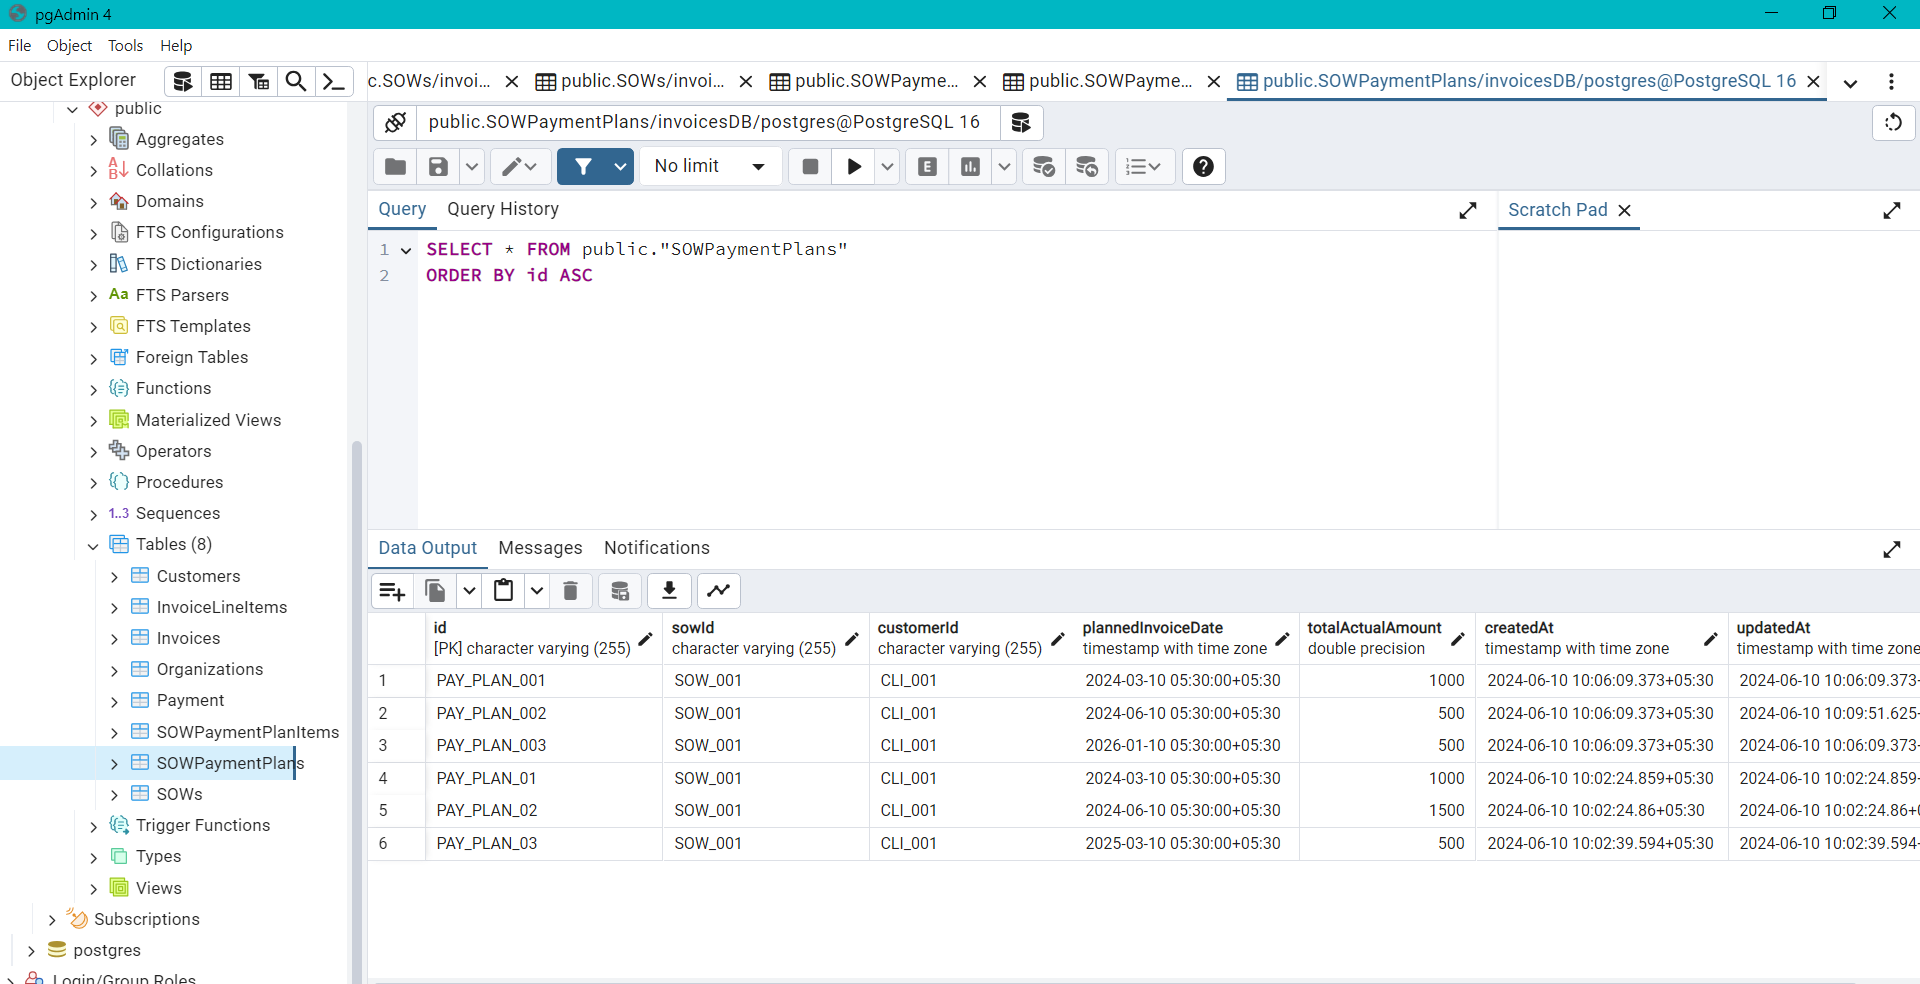 pgAdmin 4
File Object Tools Help
Object Explorer
c.SOWs/invoi...
public.SOWs/invoi...
public.SOWPayme...
public.SOWPayme...
public.SOWPaymentPlans/invoicesDB/postgres@PostgreSQL 16
public
Aggregates
Collations
Domains
FTS Configurations
FTS Dictionaries
Aa FTS Parsers
FTS Templates
Foreign Tables
Functions
Materialized Views
Operators
Procedures
1..3 Sequences
Tables (8)
Customers
InvoiceLineItems
Invoices
Organizations
Payment
SOWPaymentPlanItems
SOWPaymentPlans
SOWs
Trigger Functions
Types
Views
Subscriptions
postgres
Login/Group Roles
public.SOWPaymentPlans/invoicesDB/postgres@PostgreSQL 16
No limit
E
Query Query History
Scratch Pad
1 SELECT * FROM public."SOWPaymentPlans"
2 ORDER BY id ASC
Data Output Messages Notifications
id sowId customerId plannedInvoiceDate totalActualAmount createdAt updatedAt
[PK] character varying (255) character varying (255) character varying (255) timestamp with time zone double precision timestamp with time zone timestamp with time zone
1 PAY_PLAN_001 SOW_001 CLI_001 2024-03-10 05:30:00+05:30 1000 2024-06-10 10:06:09.373+05:30 2024-06-10 10:06:09.373-
2 PAY_PLAN_002 SOW_001 CLI_001 2024-06-10 05:30:00+05:30 500 2024-06-10 10:06:09.373+05:30 2024-06-10 10:09:51.625-
3 PAY_PLAN_003 SOW_001 CLI_001 2026-01-10 05:30:00+05:30 500 2024-06-10 10:06:09.373+05:30 2024-06-10 10:06:09.373-
4 PAY_PLAN_01 SOW_001 CLI_001 2024-03-10 05:30:00+05:30 1000 2024-06-10 10:02:24.859+05:30 2024-06-10 10:02:24.859-
5 PAY_PLAN_02 SOW_001 CLI_001 2024-06-10 05:30:00+05:30 1500 2024-06-10 10:02:24.86+05:30 2024-06-10 10:02:24.86+0
6 PAY_PLAN_03 SOW_001 CLI_001 2025-03-10 05:30:00+05:30 500 2024-06-10 10:02:39.594+05:30 2024-06-10 10:02:39.594-